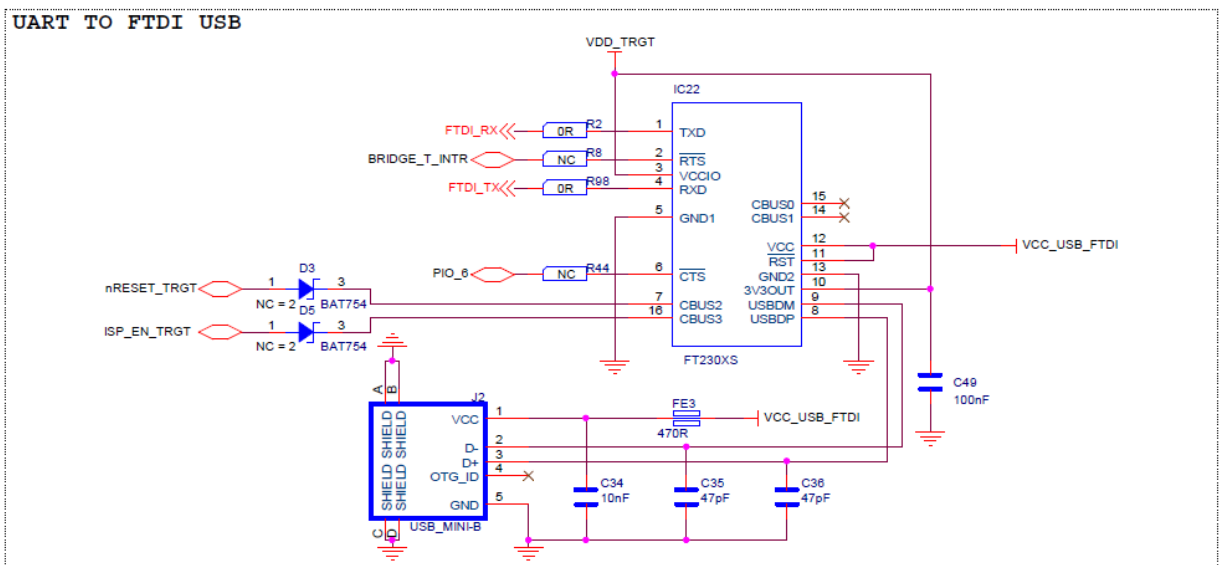 UART TO FTDI USB
VDD_TRGT
IC22
FTDI_RX
0R
R2
1
TXD
BRIDGE_T_INTR
NC
R8
2
RTS
3
VCCIO
FTDI_TX
0R
R98
4
RXD
5
GND1
15
CBUS0
14
CBUS1
12
VCC
VCC_USB_FTDI
11
RST
13
GND2
10
3V3OUT
9
USBDM
8
USBDP
PIO_6
NC
R44
6
CTS
7
CBUS2
16
CBUS3
FT230XS
D3
nRESET_TRGT
1
3
NC = 2
BAT754
D5
ISP_EN_TRGT
1
3
NC = 2
BAT754
C49
100nF
A
B
J2
SHIELD SHIELD
SHIELD SHIELD
C
D
VCC
1
D-
2
D+
3
OTG_ID
4
GND
5
USB_MINI-B
FE3
470R
VCC_USB_FTDI
C34
10nF
C35
47pF
C36
47pF